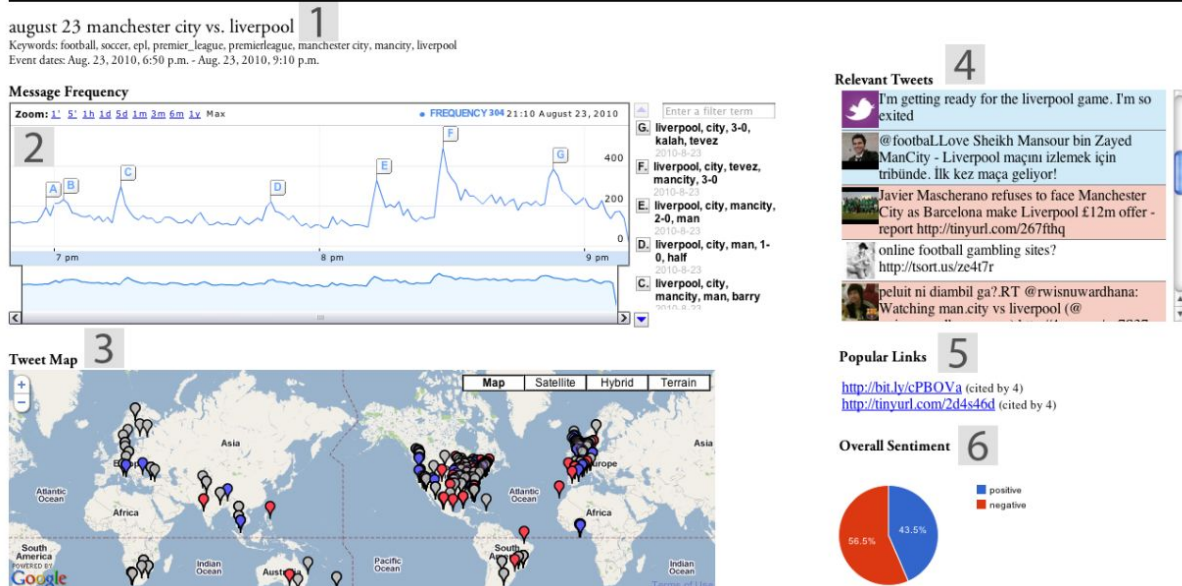 august 23 manchester city vs. liverpool 1
Keywords: football, soccer, epl, premier_league, premierleague, manchester city, mancity, liverpool
Event dates: Aug. 23, 2010, 6:50 p.m. - Aug. 23, 2010, 9:10 p.m.
Message Frequency
Zoom: 1' 5' 1h 1d 5d 1m 3m 6m 1y Max
FREQUENCY 304 21:10 August 23, 2010
2
A
B
C
D
E
F
G
400
200
0
7 pm
8 pm
9 pm
Enter a filter term
G. liverpool, city, 3-0,
kalah, tevez
2010-8-23
F. liverpool, city, tevez,
mancity, 3-0
2010-8-23
E. liverpool, city, mancity,
2-0, man
2010-8-23
D. liverpool, city, man, 1-
0, half
2010-8-23
C. liverpool, city,
mancity, man, barry
2010-8-23
Relevant Tweets 4
I'm getting ready for the liverpool game. I'm so
exited
@footbaLLove Sheikh Mansour bin Zayed
ManCity - Liverpool maçını izlemek için
tribünde. İlk kez maça geliyor!
Javier Mascherano refuses to face Manchester
City as Barcelona make Liverpool £12m offer -
report http://tinyurl.com/267fthq
online football gambling sites?
http://tsort.us/ze4t7r
peluit ni diambil ga?.RT @rwisnuwardhana:
Watching man.city vs liverpool (@
Tweet Map 3
+
−
Map
Satellite
Hybrid
Terrain
Asia
Asia
Europe
Atlantic
Ocean
Africa
South
America
Indian
Ocean
Australia
Pacific
Ocean
Atlantic
Ocean
Africa
South
Indian
Ocean
POWERED BY
Google
Terms of Use
Popular Links 5
http://bit.ly/cPBOVa (cited by 4)
http://tinyurl.com/2d4s46d (cited by 4)
Overall Sentiment 6
positive
negative
43.5%
56.5%